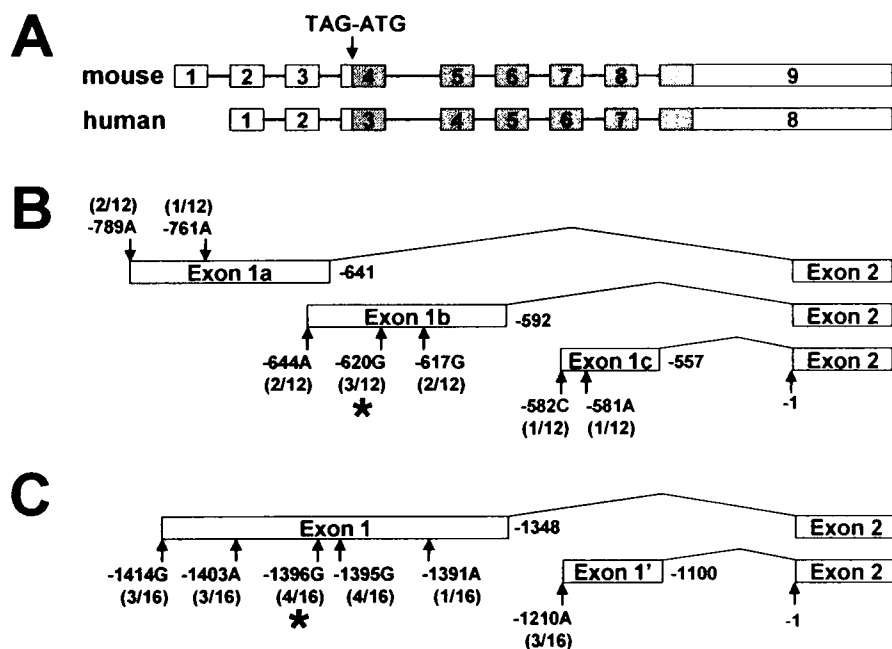 A
TAG-ATG
mouse 1 2 3 4 5 6 7 8 9
human 1 2 3 4 5 6 7 8
B
(2/12) (1/12)
-789A -761A
Exon 1a -641 Exon 2
Exon 1b -592 Exon 2
-644A -620G -617G Exon 1c -557 Exon 2
(2/12) (3/12) (2/12)
* -582C -581A -1
(1/12) (1/12)
C
Exon 1 -1348 Exon 2
-1414G -1403A -1396G -1395G -1391A Exon 1' -1100 Exon 2
(3/16) (3/16) (4/16) (4/16) (1/16)
* -1210A -1
(3/16)